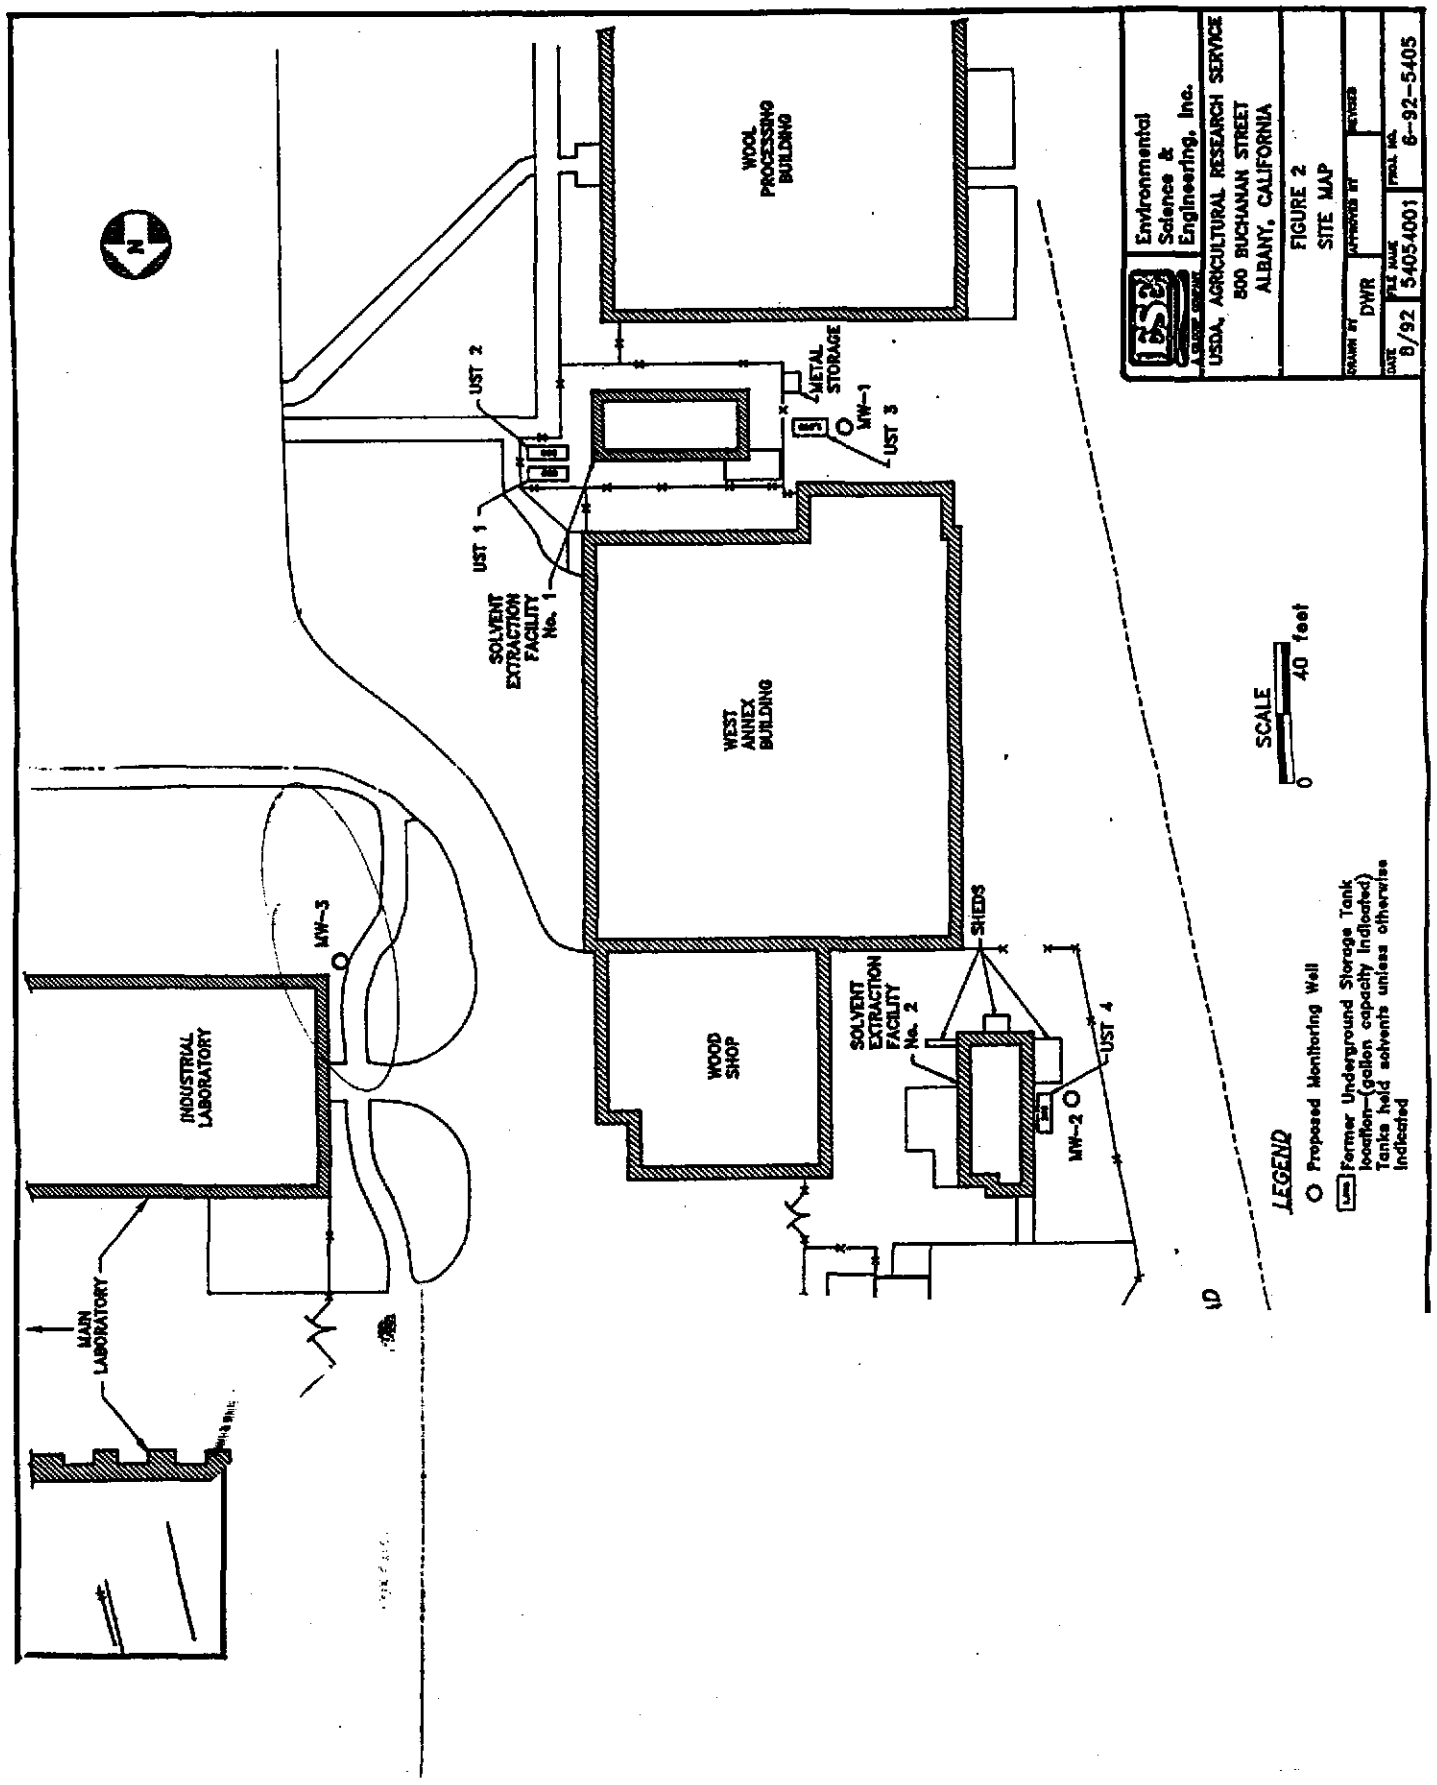 N
WOOL
PROCESSING
BUILDING
UST 2
METAL
STORAGE
MW-1
UST 3
UST 1
SOLVENT
EXTRACTION
FACILITY
No. 1
WEST
ANNEX
BUILDING
MW-3
INDUSTRIAL
LABORATORY
MAIN
LABORATORY
WOOD
SHOP
SHEDS
SOLVENT
EXTRACTION
FACILITY
No. 2
UST 4
MW-2
SCALE
0 40 feet
LEGEND
Proposed Monitoring Well
Former Underground Storage Tank
location-(gallon capacity indicated)
Tanks held solvents unless otherwise
indicated
Environmental
Science &
Engineering, Inc.
USDA, AGRICULTURAL RESEARCH SERVICE
800 BUCHANAN STREET
ALBANY, CALIFORNIA
FIGURE 2
SITE MAP
DRAWN BY DWR
APPROVED BY
REVISED
DATE 8/92
FILE NAME 54054001
PROJ. NO. 6-92-5405